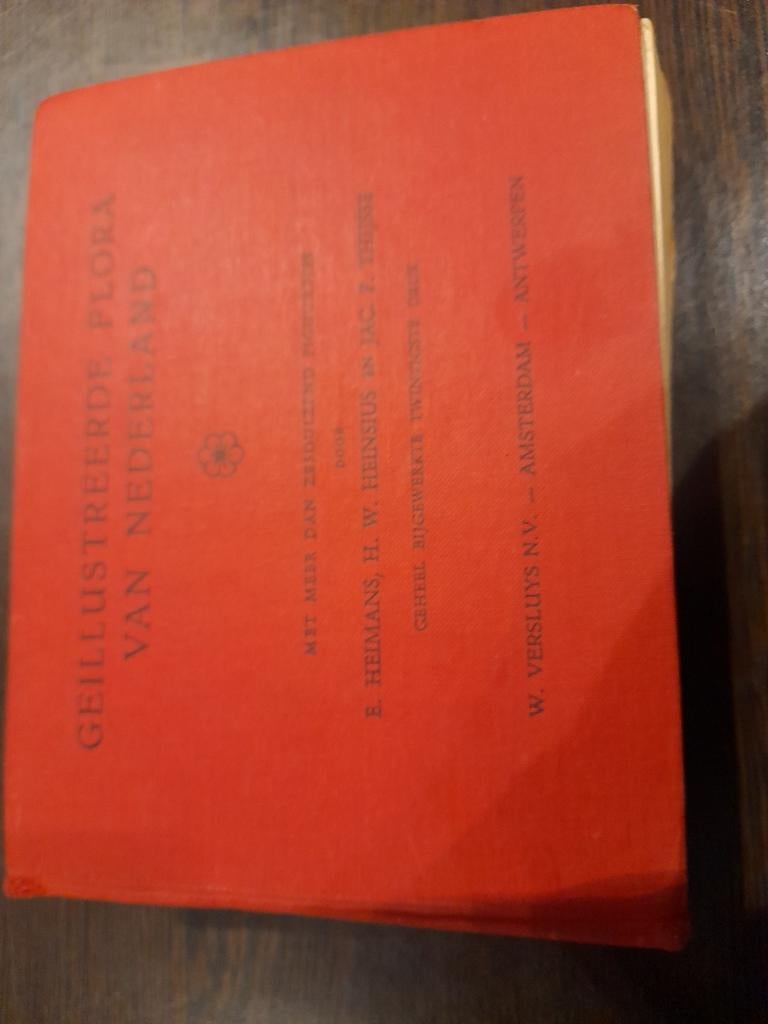 GEILLUSTREERDE FLORA
VAN NEDERLAND
MET MEER DAN ZESDUIZEND FIGUREN
DOOR
E. HEIMANS, H. W. HEINSIUS EN JAC. P. THIJSSE
GEHEEL BIJGEWERKTE TWINTIGSTE DRUK
W. VERSLUYS N.V. — AMSTERDAM — ANTWERPEN